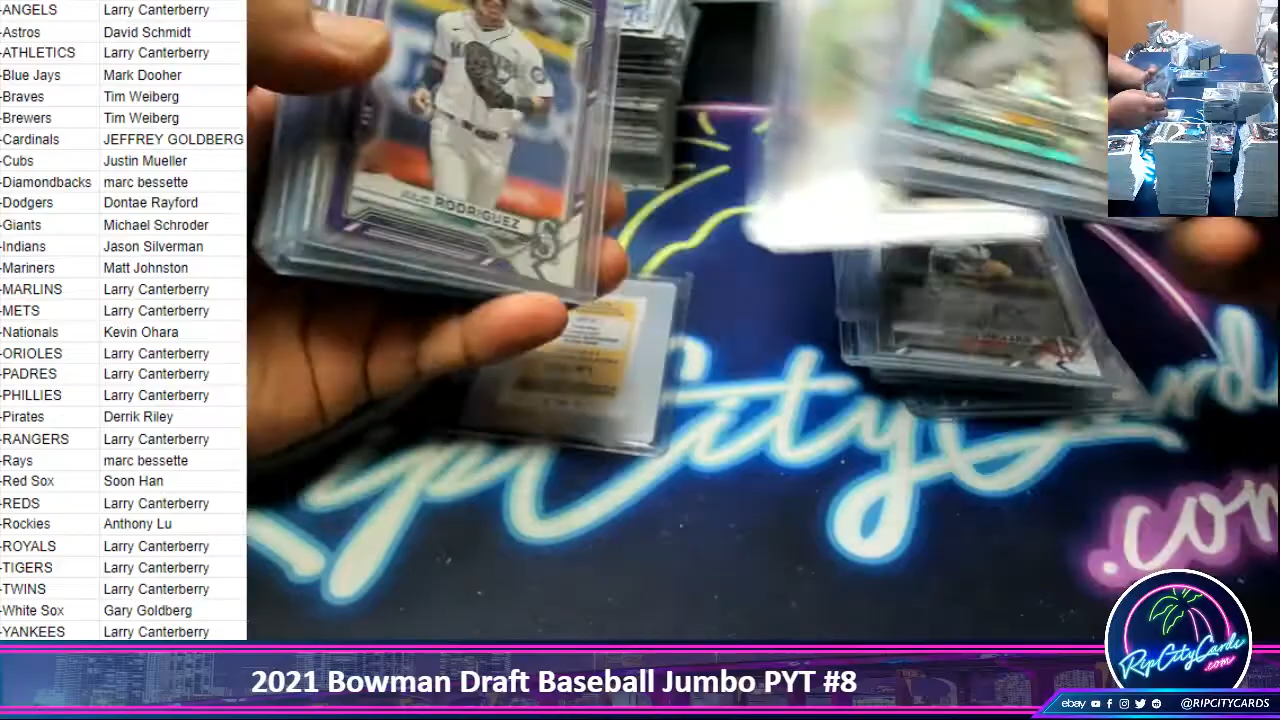 -ANGELS Larry Canterberry
-Astros David Schmidt
-ATHLETICS Larry Canterberry
-Blue Jays Mark Dooher
-Braves Tim Weiberg
-Brewers Tim Weiberg
-Cardinals JEFFREY GOLDBERG
-Cubs Justin Mueller
-Diamondbacks marc bessette
-Dodgers Dontae Rayford
-Giants Michael Schroder
-Indians Jason Silverman
-Mariners Matt Johnston
-MARLINS Larry Canterberry
-METS Larry Canterberry
-Nationals Kevin Ohara
-ORIOLES Larry Canterberry
-PADRES Larry Canterberry
-PHILLIES Larry Canterberry
-Pirates Derrik Riley
-RANGERS Larry Canterberry
-Rays marc bessette
-Red Sox Soon Han
-REDS Larry Canterberry
-Rockies Anthony Lu
-ROYALS Larry Canterberry
-TIGERS Larry Canterberry
-TWINS Larry Canterberry
-White Sox Gary Goldberg
-YANKEES Larry Canterberry
RODRIGUEZ
RipCityCard
.com
RipCityCards
.com
2021 Bowman Draft Baseball Jumbo PYT #8
ebay @RIPCITYCARDS